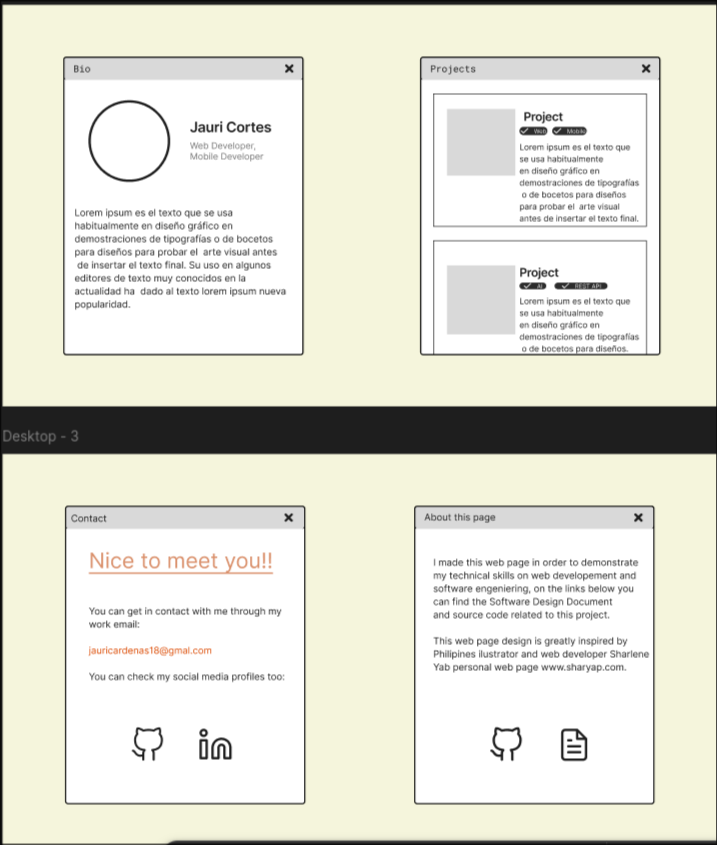 Bio
Jauri Cortes
Web Developer,
Mobile Developer
Lorem ipsum es el texto que se usa
habitualmente en diseño gráfico en
demostraciones de tipografías o de bocetos
para diseños para probar el arte visual antes
de insertar el texto final. Su uso en algunos
editores de texto muy conocidos en la
actualidad ha dado al texto lorem ipsum nueva
popularidad.
Projects
Project
Web Mobile
Lorem ipsum es el texto que
se usa habitualmente
en diseño gráfico en
demostraciones de tipografías
o de bocetos para diseños
para probar el arte visual
antes de insertar el texto final.
Project
AI REST API
Lorem ipsum es el texto que
se usa habitualmente
en diseño gráfico en
demostraciones de tipografías
o de bocetos para diseños.
Desktop - 3
Contact
Nice to meet you!!
You can get in contact with me through my
work email:
jauricardenas18@gmal.com
You can check my social media profiles too:
in
About this page
I made this web page in order to demonstrate
my technical skills on web developement and
software engeniering, on the links below you
can find the Software Design Document
and source code related to this project.
This web page design is greatly inspired by
Philipines ilustrator and web developer Sharlene
Yab personal web page www.sharyap.com.